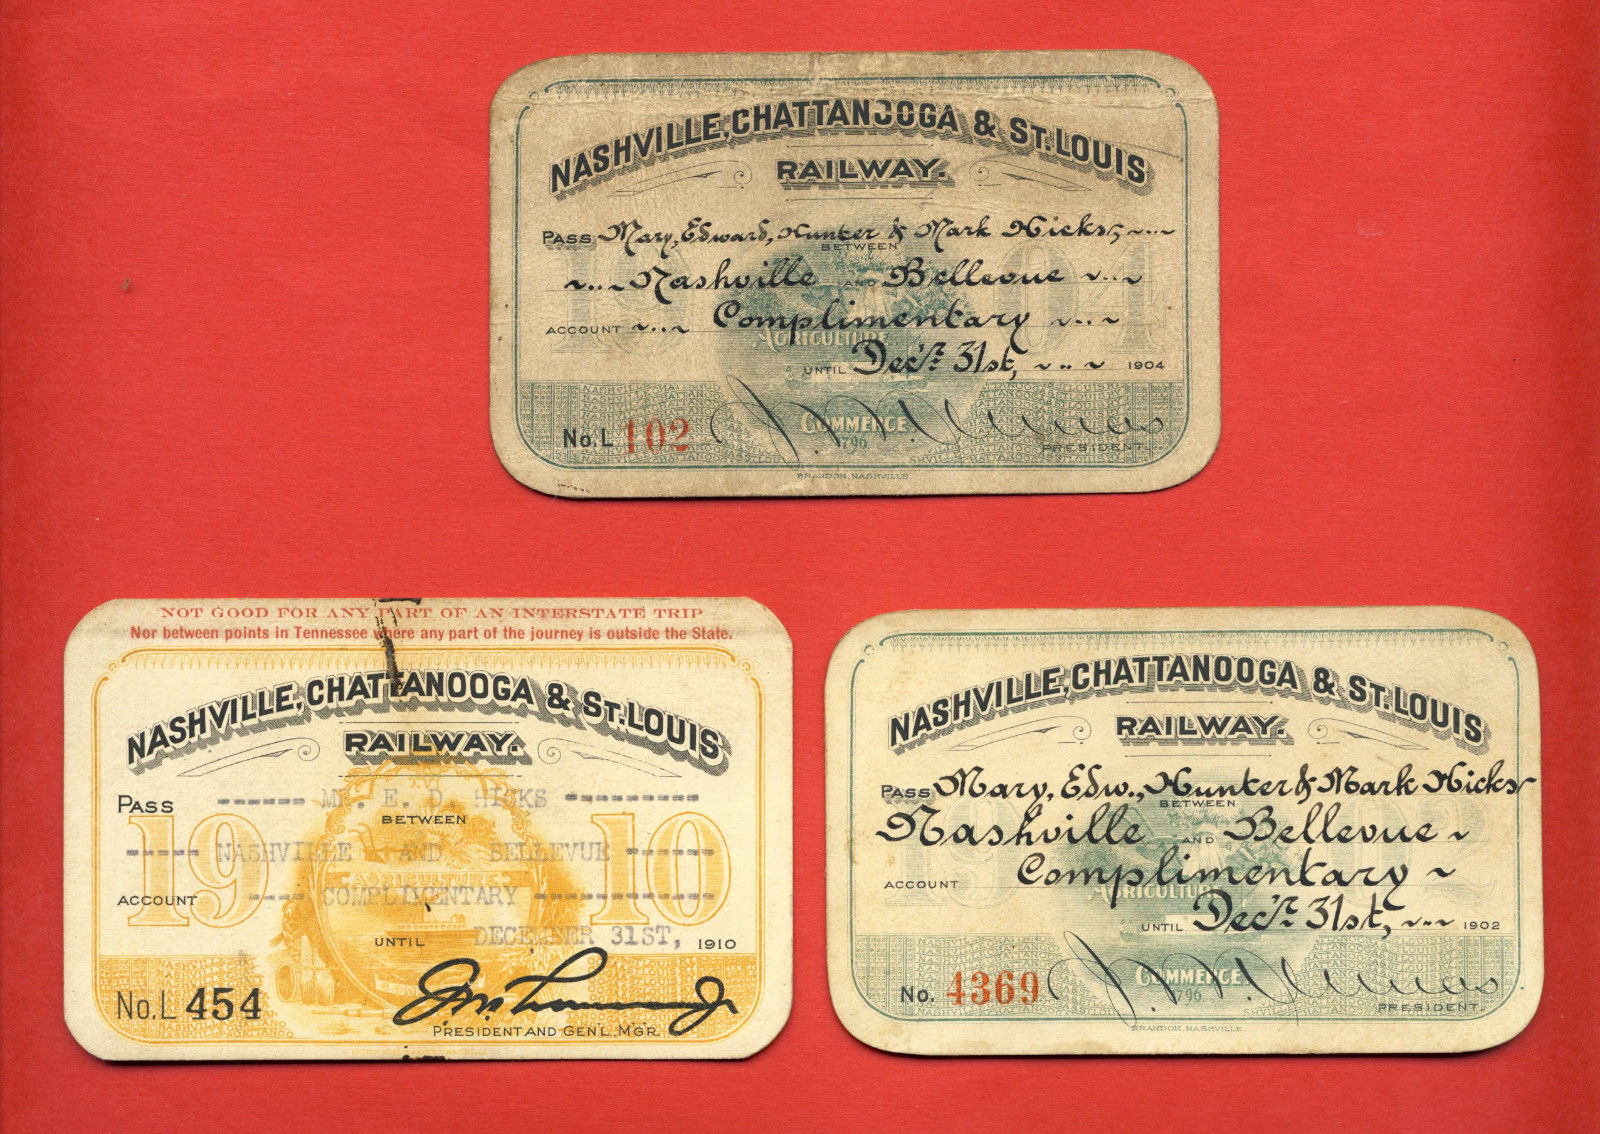 NASHVILLE, CHATTANOOGA & ST. LOUIS
RAILWAY.
PASS Mary, Edward, Hunter & Mark Hicks,
BETWEEN
Nashville AND Bellevue
ACCOUNT Complimentary
AGRICULTURE
UNTIL Dec'r. 31st, 1904
No. L 102
COMMERCE
1796
PRESIDENT.
BRANDON, NASHVILLE
NOT GOOD FOR ANY PART OF AN INTERSTATE TRIP
Nor between points in Tennessee where any part of the journey is outside the State.
NASHVILLE, CHATTANOOGA & ST. LOUIS
RAILWAY.
PASS MR. E. D. HICKS
BETWEEN
19 10
NASHVILLE AND BELLEVUE
AGRICULTURE
ACCOUNT COMPLIMENTARY
UNTIL DECEMBER 31ST, 1910
No. L 454
PRESIDENT AND GEN'L. MGR.
NASHVILLE, CHATTANOOGA & ST. LOUIS
RAILWAY.
PASS Mary, Edw., Hunter & Mark Hicks
BETWEEN
Nashville AND Bellevue
ACCOUNT Complimentary
AGRICULTURE
UNTIL Dec'r. 31st, 1902
No. 4369
COMMERCE
1796
PRESIDENT.
BRANDON, NASHVILLE